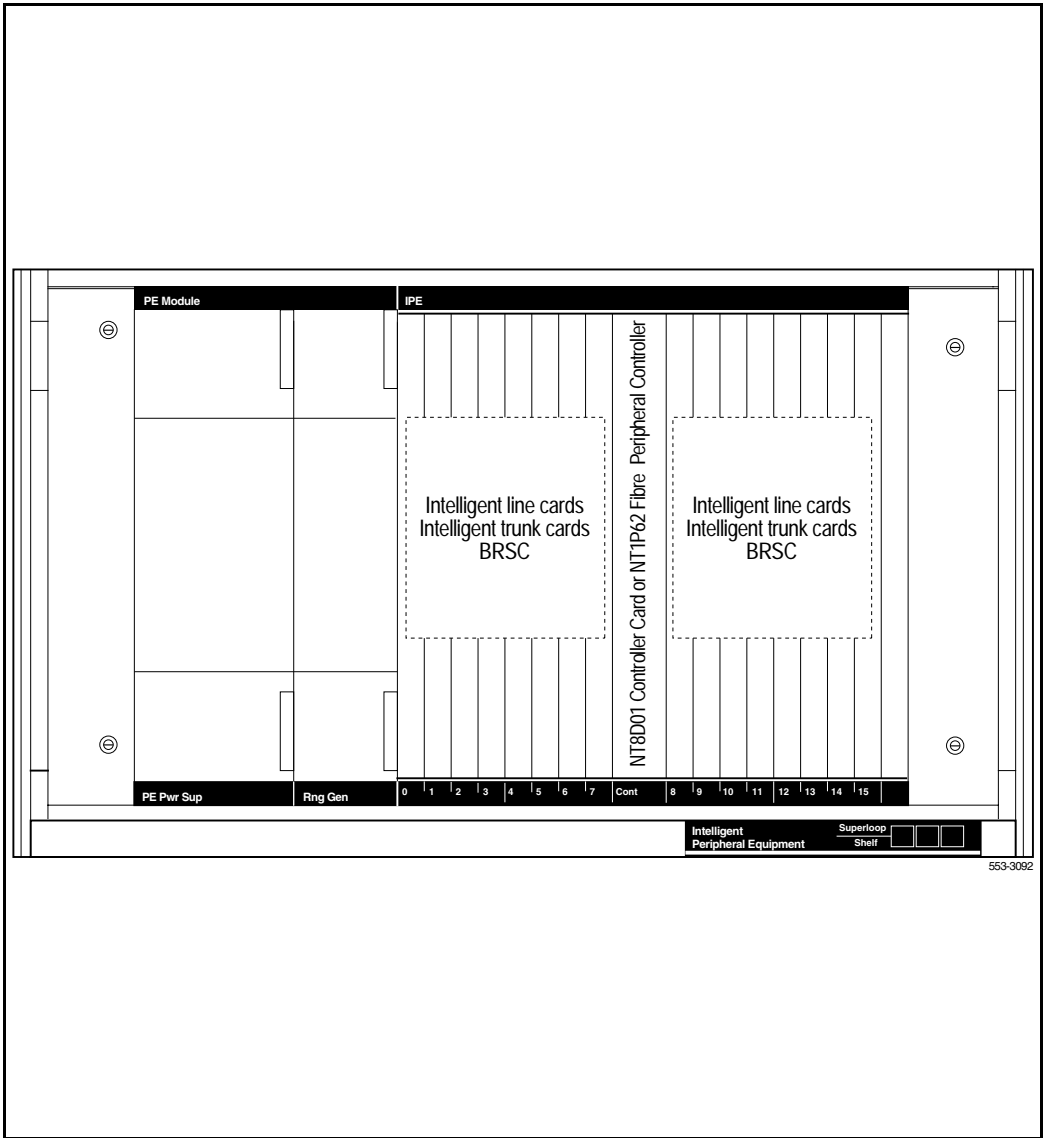 PE Module
IPE
Intelligent line cards
Intelligent trunk cards
BRSC
NT8D01 Controller Card or NT1P62 Fibre Peripheral Controller
Intelligent line cards
Intelligent trunk cards
BRSC
PE Pwr Sup
Rng Gen
0 1 2 3 4 5 6 7 Cont 8 9 10 11 12 13 14 15
Intelligent
Peripheral Equipment
Superloop
Shelf
553-3092